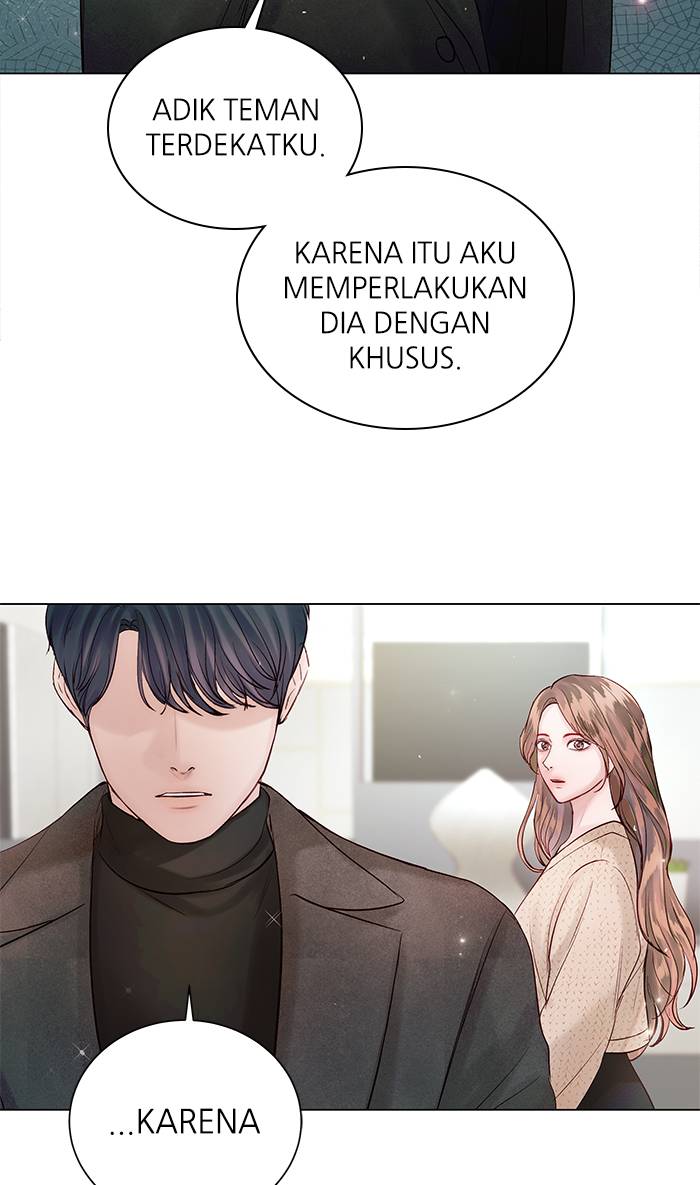 ADIK TEMAN
TERDEKATKU.
KARENA ITU AKU
MEMPERLAKUKAN
DIA DENGAN
KHUSUS.
...KARENA